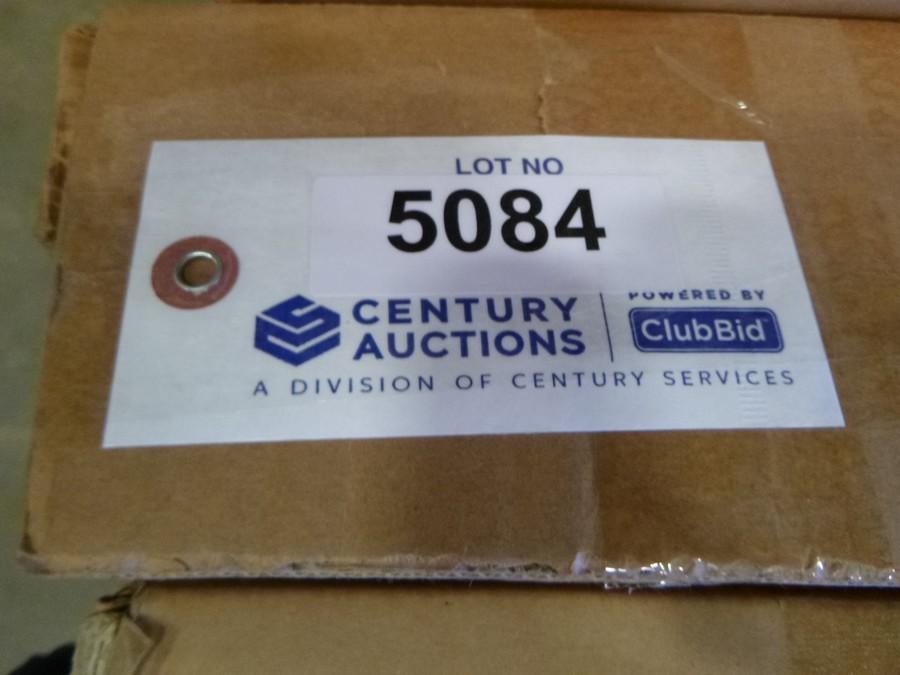 LOT NO
5084
CENTURY
AUCTIONS
POWERED BY
ClubBid
A DIVISION OF CENTURY SERVICES